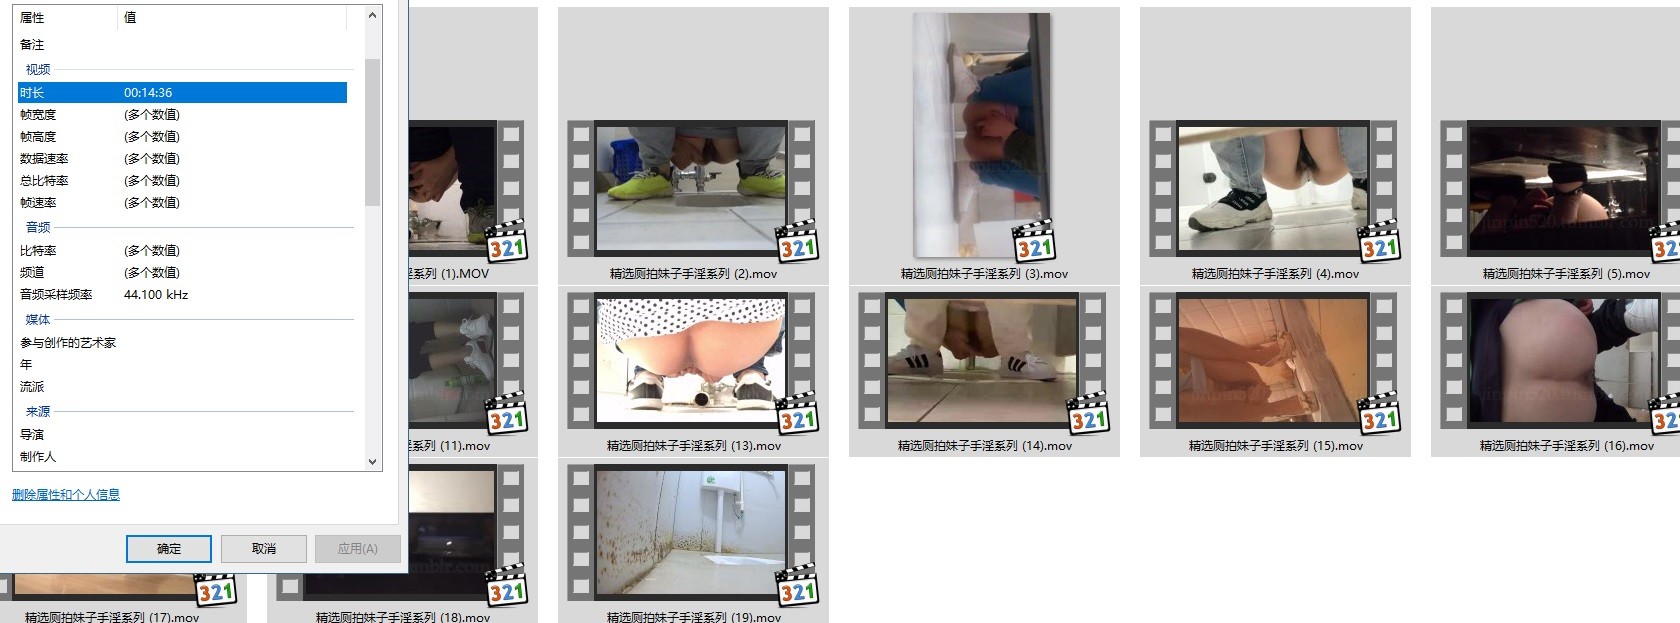 属性 值
备注
视频
时长 00:14:36
帧宽度 (多个数值)
帧高度 (多个数值)
数据速率 (多个数值)
总比特率 (多个数值)
帧速率 (多个数值)
音频
比特率 (多个数值)
频道 (多个数值)
音频采样频率 44.100 kHz
媒体
参与创作的艺术家
年
流派
来源
导演
制作人
删除属性和个人信息
确定 取消 应用(A)
321 321 321 321 32
系列 (1).MOV 精选厕拍妹子手淫系列 (2).mov 精选厕拍妹子手淫系列 (3).mov 精选厕拍妹子手淫系列 (4).mov 精选厕拍妹子手淫系列 (5).mov
321 321 321 321 32
系列 (11).mov 精选厕拍妹子手淫系列 (13).mov 精选厕拍妹子手淫系列 (14).mov 精选厕拍妹子手淫系列 (15).mov 精选厕拍妹子手淫系列 (16).mov
321 321 321
精选厕拍妹子手淫系列 (17).mov 精选厕拍妹子手淫系列 (18).mov 精选厕拍妹子手淫系列 (19).mov